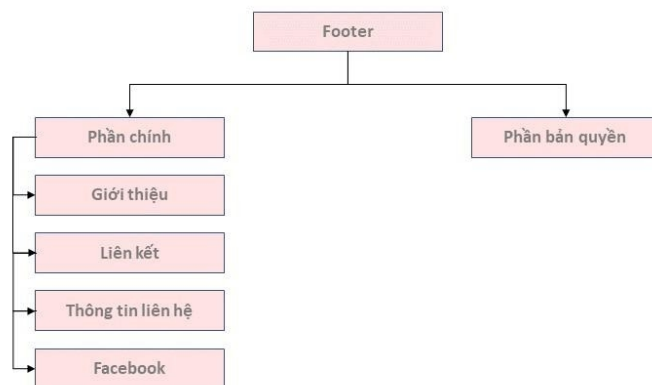 Footer
Phần chính
Phần bản quyền
Giới thiệu
Liên kết
Thông tin liên hệ
Facebook